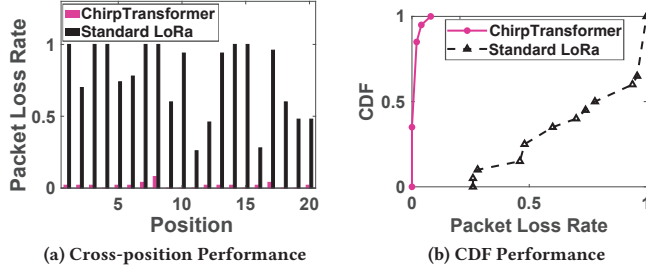 ChirpTransformer
Standard LoRa
Packet Loss Rate
1
0.5
0
5
10
15
20
Position
(a) Cross-position Performance
ChirpTransformer
Standard LoRa
CDF
1
0.5
0
0
0.5
1
Packet Loss Rate
(b) CDF Performance